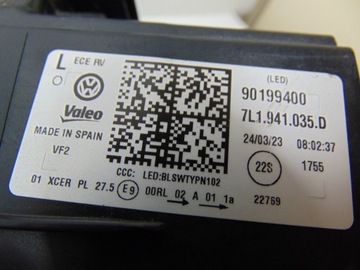 L ECE RV
(LED)
90199400
Valeo
7L1.941.035.D
MADE IN SPAIN
24/03/23 08:02:37
VF2
22S 1755
CCC: LED:BLSWTYPN102
01 XCER PL 27.5 E9 00RL 02 A 01 1a 22769